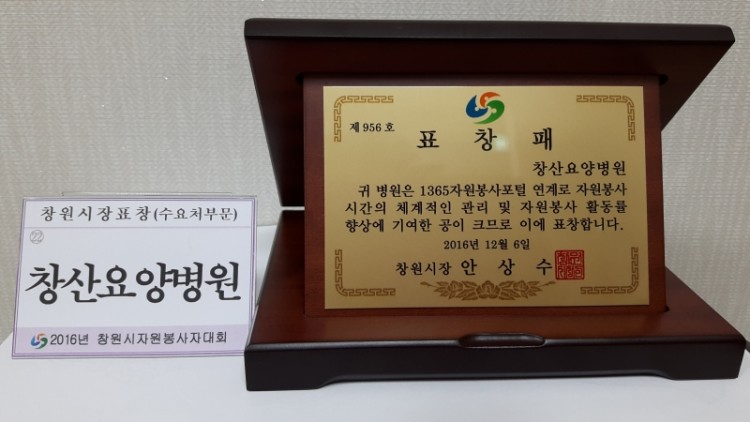 창원시장표창(수요처부문)
22
창산요양병원
2016년 창원시자원봉사자대회
제 956 호
표 창 패
창산요양병원
귀 병원은 1365자원봉사포털 연계로 자원봉사
시간의 체계적인 관리 및 자원봉사 활동률
향상에 기여한 공이 크므로 이에 표창합니다.
2016년 12월 6일
창원시장 안 상 수